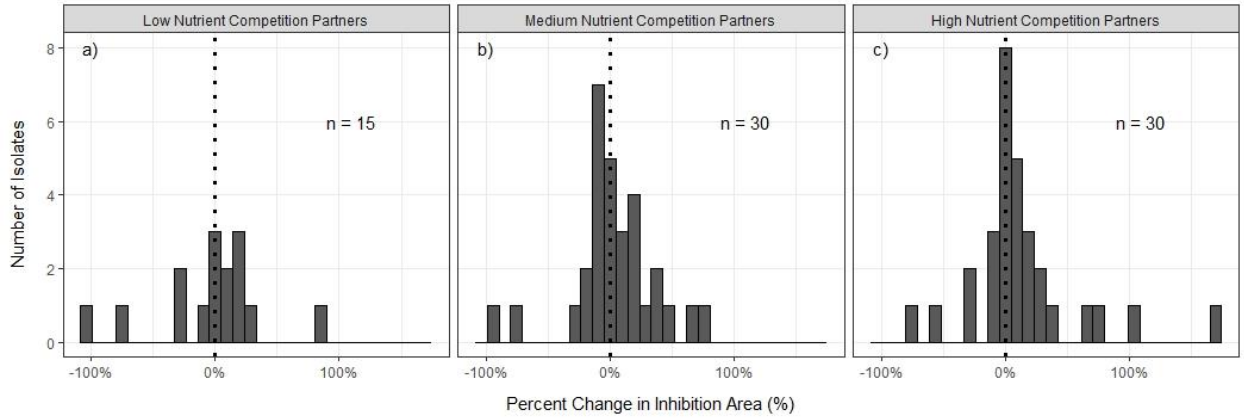 Low Nutrient Competition Partners
Medium Nutrient Competition Partners
High Nutrient Competition Partners
a)
b)
c)
n = 15
n = 30
n = 30
Number of Isolates
8
6
4
2
0
-100%
0%
100%
-100%
0%
100%
-100%
0%
100%
Percent Change in Inhibition Area (%)